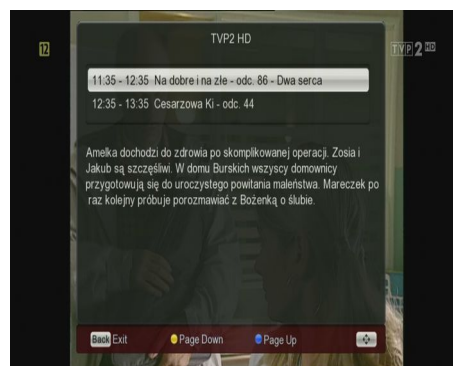 TVP2 HD
12
TVP 2 HD
11:35 - 12:35 Na dobre i na złe - odc. 86 - Dwa serca
12:35 - 13:35 Cesarzowa Ki - odc. 44
Amelka dochodzi do zdrowia po skomplikowanej operacji. Zosia i
Jakub są szczęśliwi. W domu Burskich wszyscy domownicy
przygotowują się do uroczystego powitania maleństwa. Mareczek po
raz kolejny próbuje porozmawiać z Bożenką o ślubie.
Back Exit
Page Down
Page Up